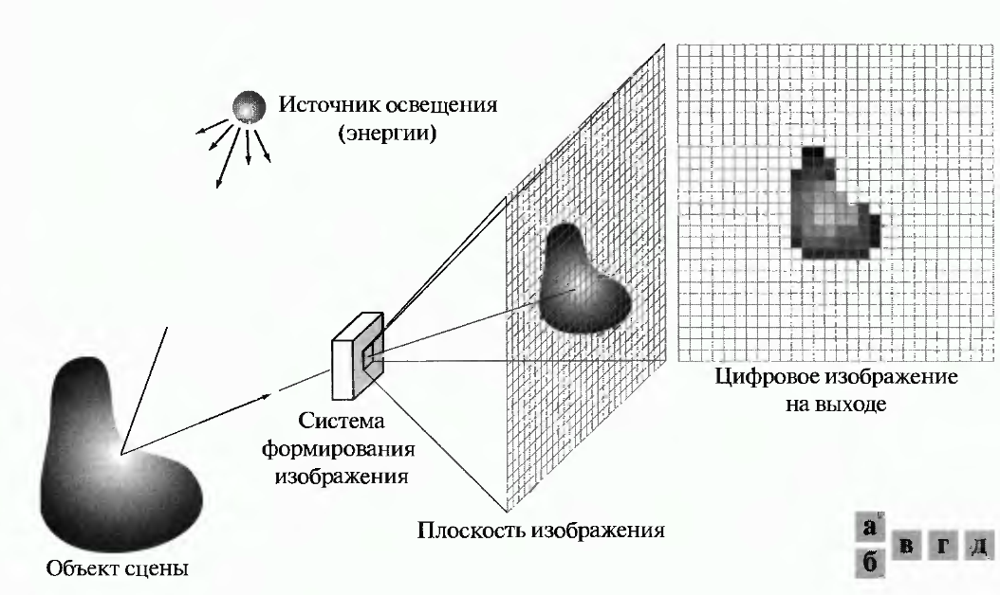 Источник освещения
(энергии)
Система
формирования
изображения
Объект сцены
Плоскость изображения
Цифровое изображение
на выходе
а
б
в г д